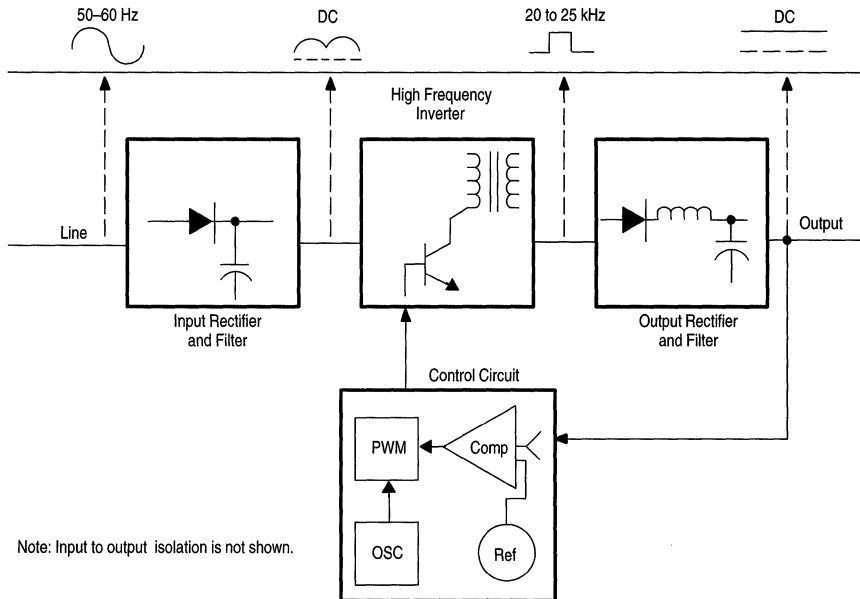 50–60 Hz
DC
20 to 25 kHz
DC
High Frequency
Inverter
Line
Output
Input Rectifier
and Filter
Output Rectifier
and Filter
Control Circuit
PWM
Comp
OSC
Ref
Note: Input to output isolation is not shown.